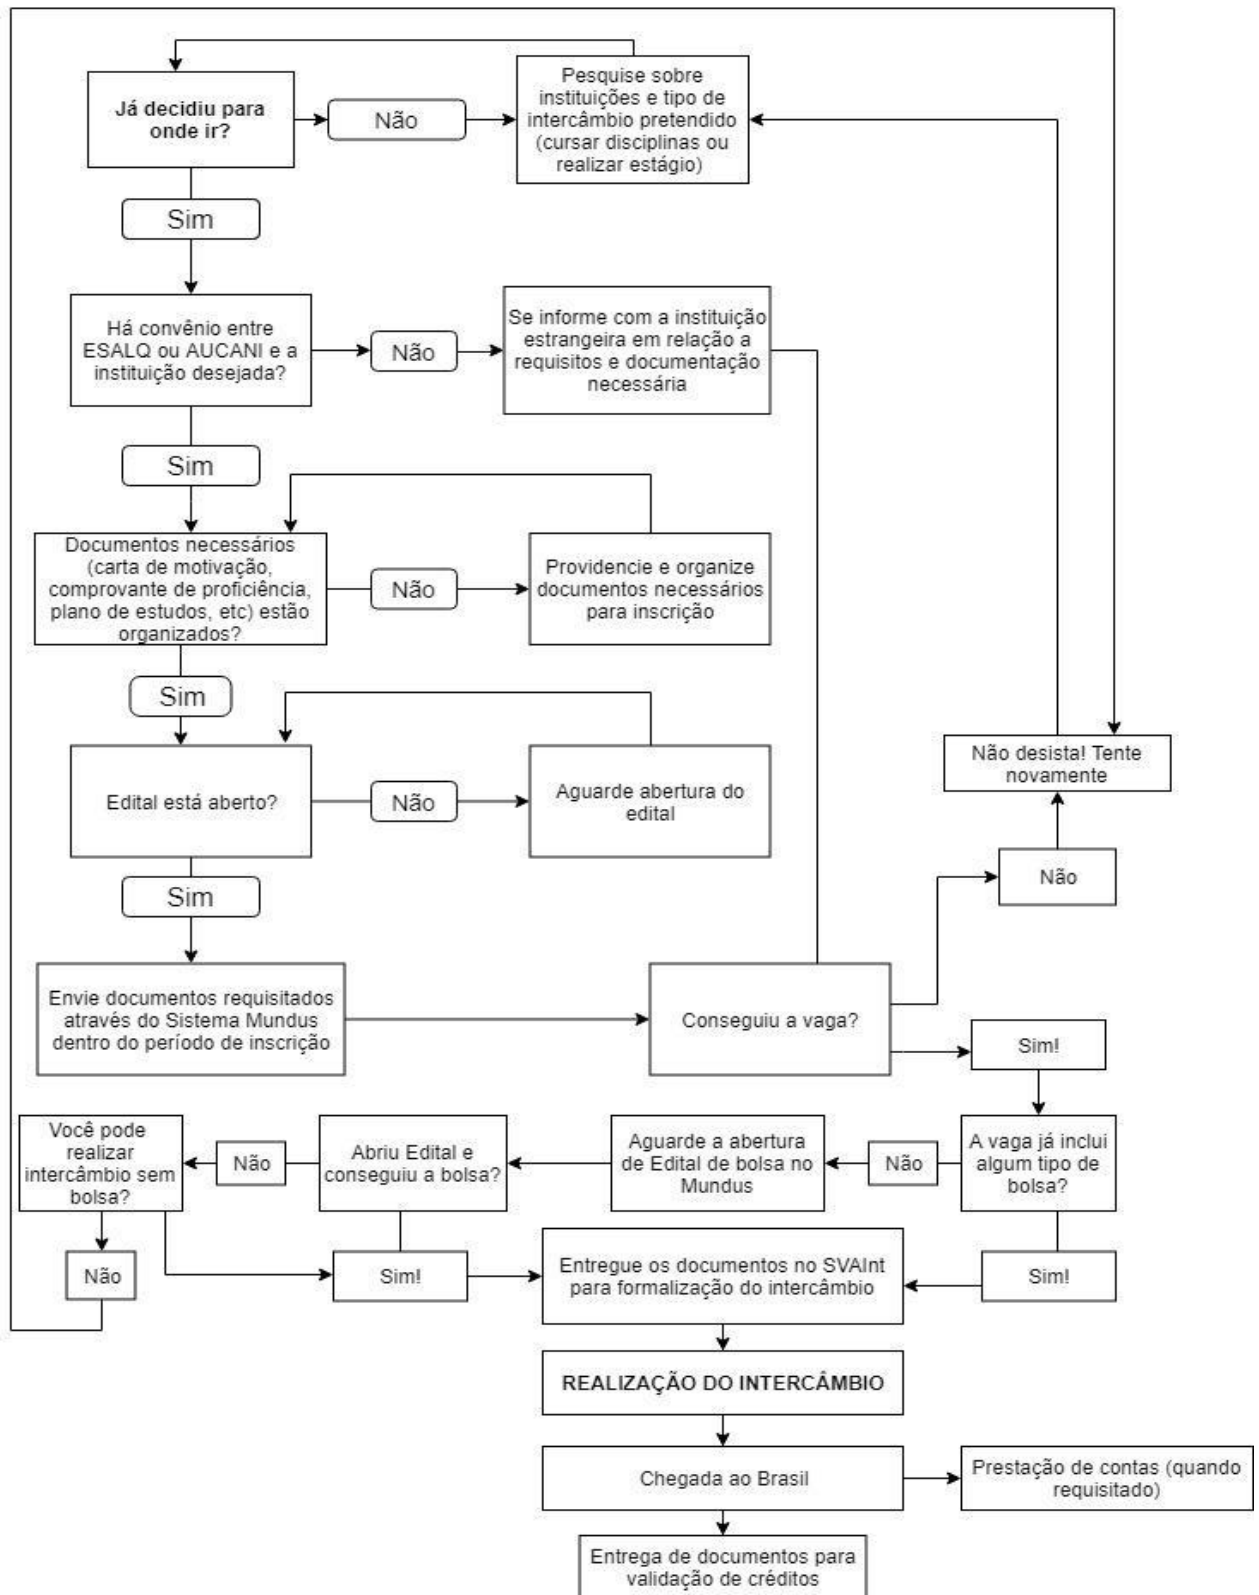 Já decidiu para
onde ir?
Não
Pesquise sobre
instituições e tipo de
intercâmbio pretendido
(cursar disciplinas ou
realizar estágio)
Sim
Há convênio entre
ESALQ ou AUCANI e a
instituição desejada?
Não
Se informe com a instituição
estrangeira em relação a
requisitos e documentação
necessária
Sim
Documentos necessários
(carta de motivação,
comprovante de proficiência,
plano de estudos, etc) estão
organizados?
Não
Providencie e organize
documentos necessários
para inscrição
Sim
Edital está aberto?
Não
Aguarde abertura do
edital
Não desista! Tente
novamente
Não
Sim
Envie documentos requisitados
através do Sistema Mundus
dentro do período de inscrição
Conseguiu a vaga?
Sim!
A vaga já inclui
algum tipo de
bolsa?
Não
Aguarde a abertura
de Edital de bolsa no
Mundus
Abriu Edital e
conseguiu a bolsa?
Não
Você pode
realizar
intercâmbio sem
bolsa?
Não
Sim!
Entregue os documentos no SVAInt
para formalização do intercâmbio
Sim!
REALIZAÇÃO DO INTERCÂMBIO
Chegada ao Brasil
Prestação de contas (quando
requisitado)
Entrega de documentos para
validação de créditos